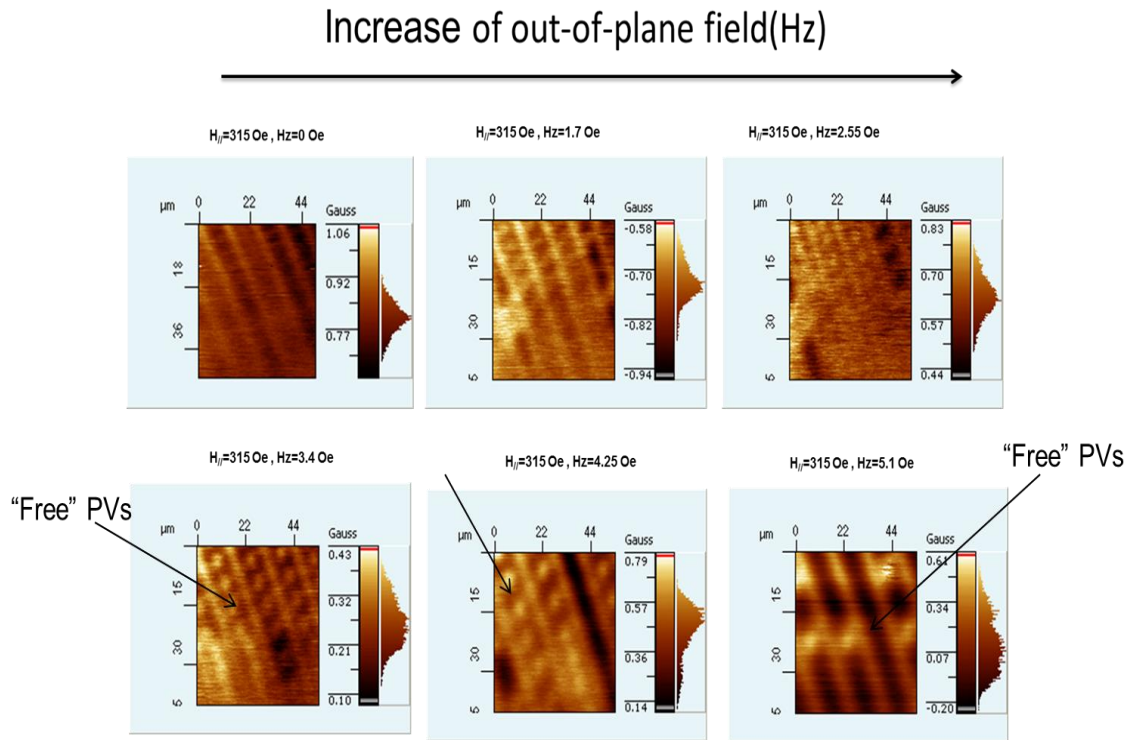 Increase of out-of-plane field(Hz)
H//=315 Oe , Hz=0 Oe
H//=315 Oe , Hz=1.7 Oe
H//=315 Oe , Hz=2.55 Oe
µm 0 22 44 Gauss
1.06
0.92
0.77
18
36
µm 0 22 44 Gauss
-0.58
-0.70
-0.82
-0.94
15
30
5
µm 0 22 44 Gauss
0.83
0.70
0.57
0.44
15
30
5
H//=315 Oe , Hz=3.4 Oe
H//=315 Oe , Hz=4.25 Oe
H//=315 Oe , Hz=5.1 Oe
"Free" PVs
"Free" PVs
µm 0 22 44 Gauss
0.43
0.32
0.21
0.10
15
30
5
µm 0 22 44 Gauss
0.79
0.57
0.36
0.14
15
30
5
µm 0 22 44 Gauss
0.61
0.34
0.07
-0.20
15
30
5